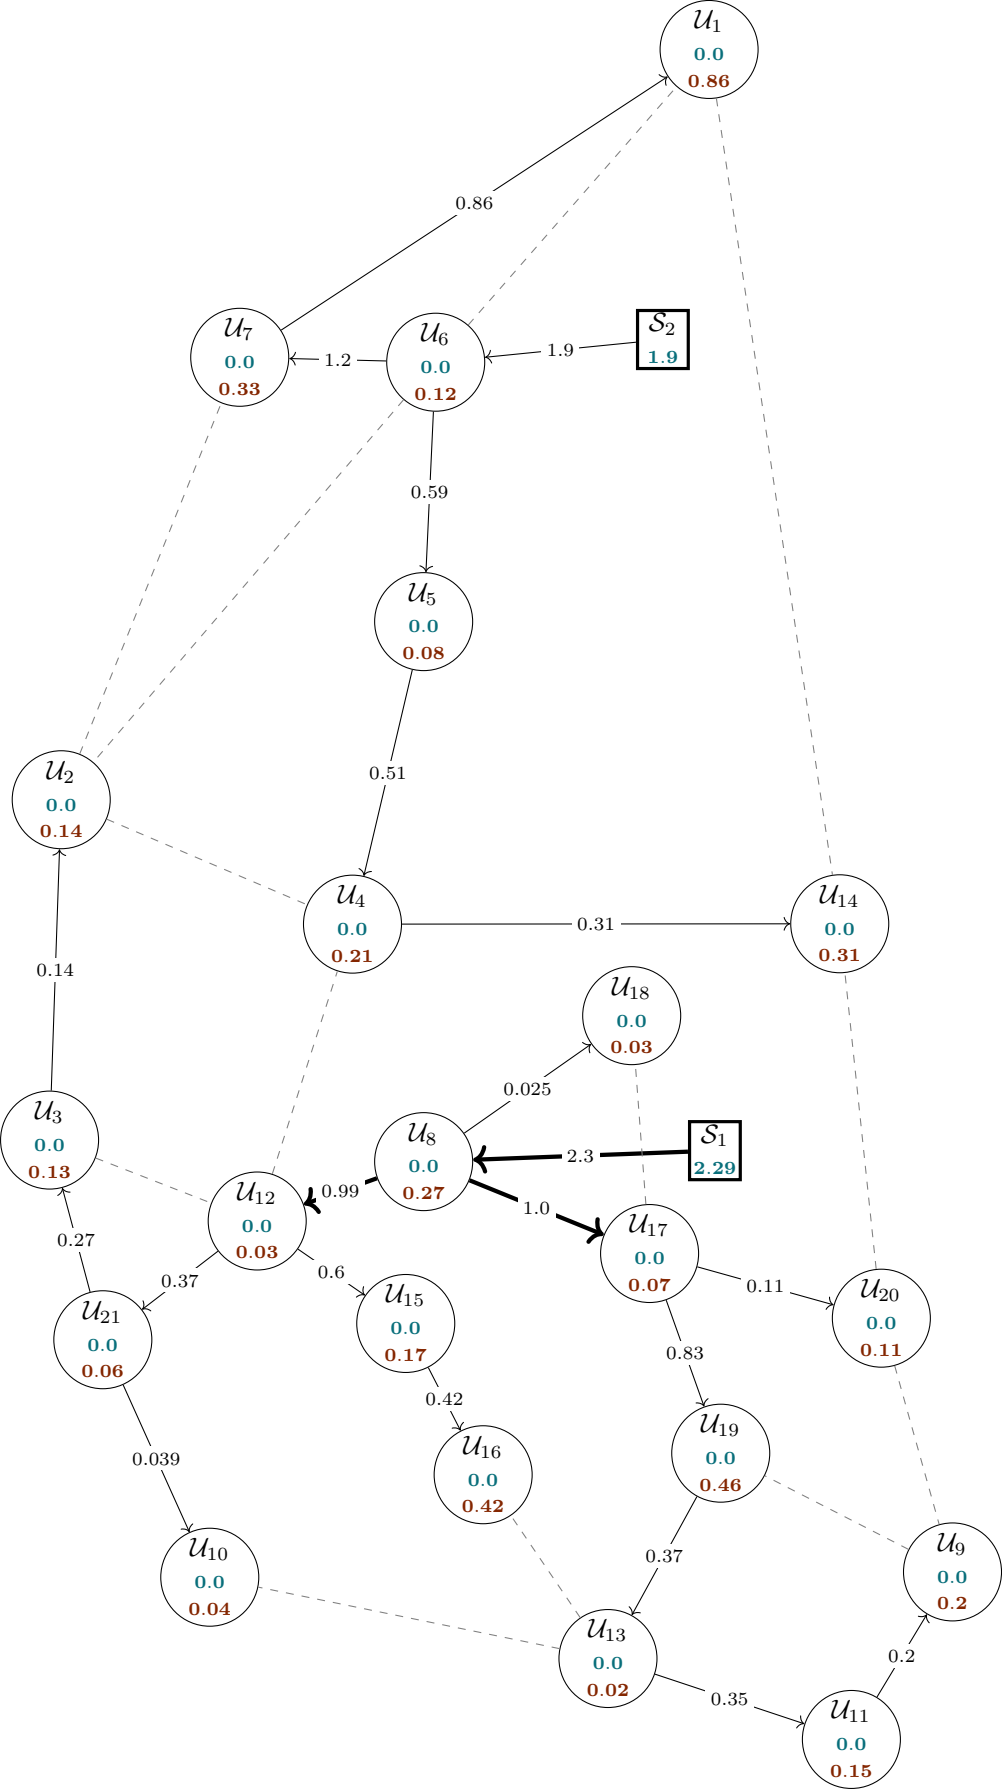 𝒰₁
0.0
0.86
0.86
𝒰₇
0.0
0.33
1.2
𝒰₆
0.0
0.12
1.9
𝒮₂
1.9
0.59
𝒰₅
0.0
0.08
0.51
𝒰₂
0.0
0.14
𝒰₄
0.0
0.21
0.31
𝒰₁₄
0.0
0.31
0.14
𝒰₁₈
0.0
0.03
0.025
𝒰₃
0.0
0.13
𝒰₈
0.0
0.27
2.3
𝒮₁
2.29
𝒰₁₂
0.0
0.03
0.99
1.0
𝒰₁₇
0.0
0.07
0.27
0.37
0.6
0.11
𝒰₂₁
0.0
0.06
𝒰₁₅
0.0
0.17
𝒰₂₀
0.0
0.11
0.83
0.42
0.039
𝒰₁₆
0.0
0.42
𝒰₁₉
0.0
0.46
0.37
𝒰₁₀
0.0
0.04
𝒰₉
0.0
0.2
𝒰₁₃
0.0
0.02
0.2
0.35
𝒰₁₁
0.0
0.15